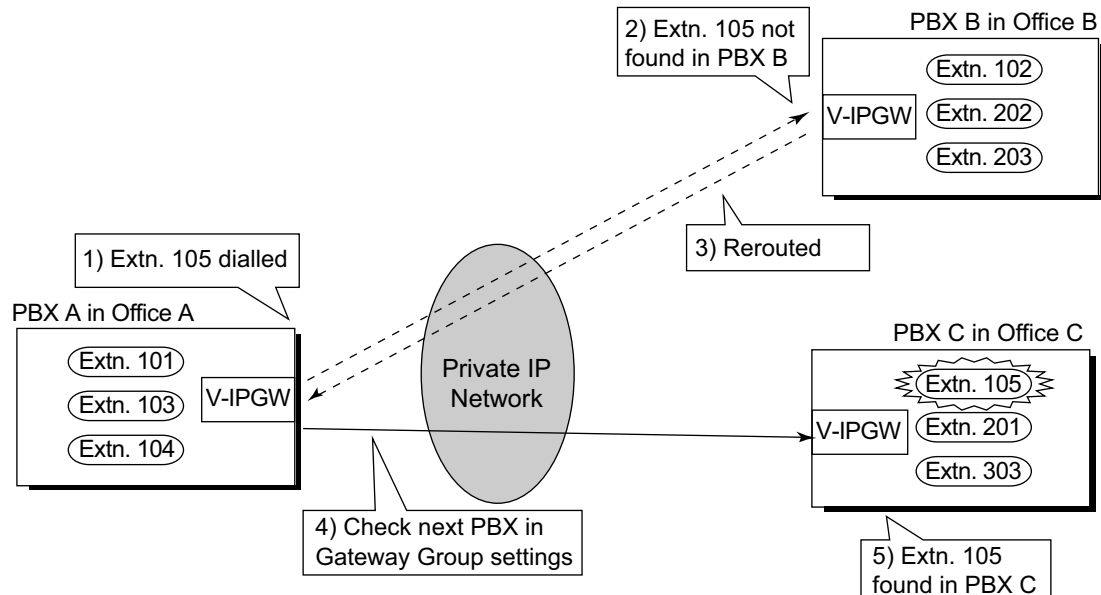 2) Extn. 105 not
found in PBX B
PBX B in Office B
Extn. 102
V-IPGW
Extn. 202
Extn. 203
3) Rerouted
1) Extn. 105 dialled
PBX A in Office A
Extn. 101
V-IPGW
Extn. 103
Extn. 104
Private IP
Network
PBX C in Office C
Extn. 105
V-IPGW
Extn. 201
Extn. 303
4) Check next PBX in
Gateway Group settings
5) Extn. 105
found in PBX C